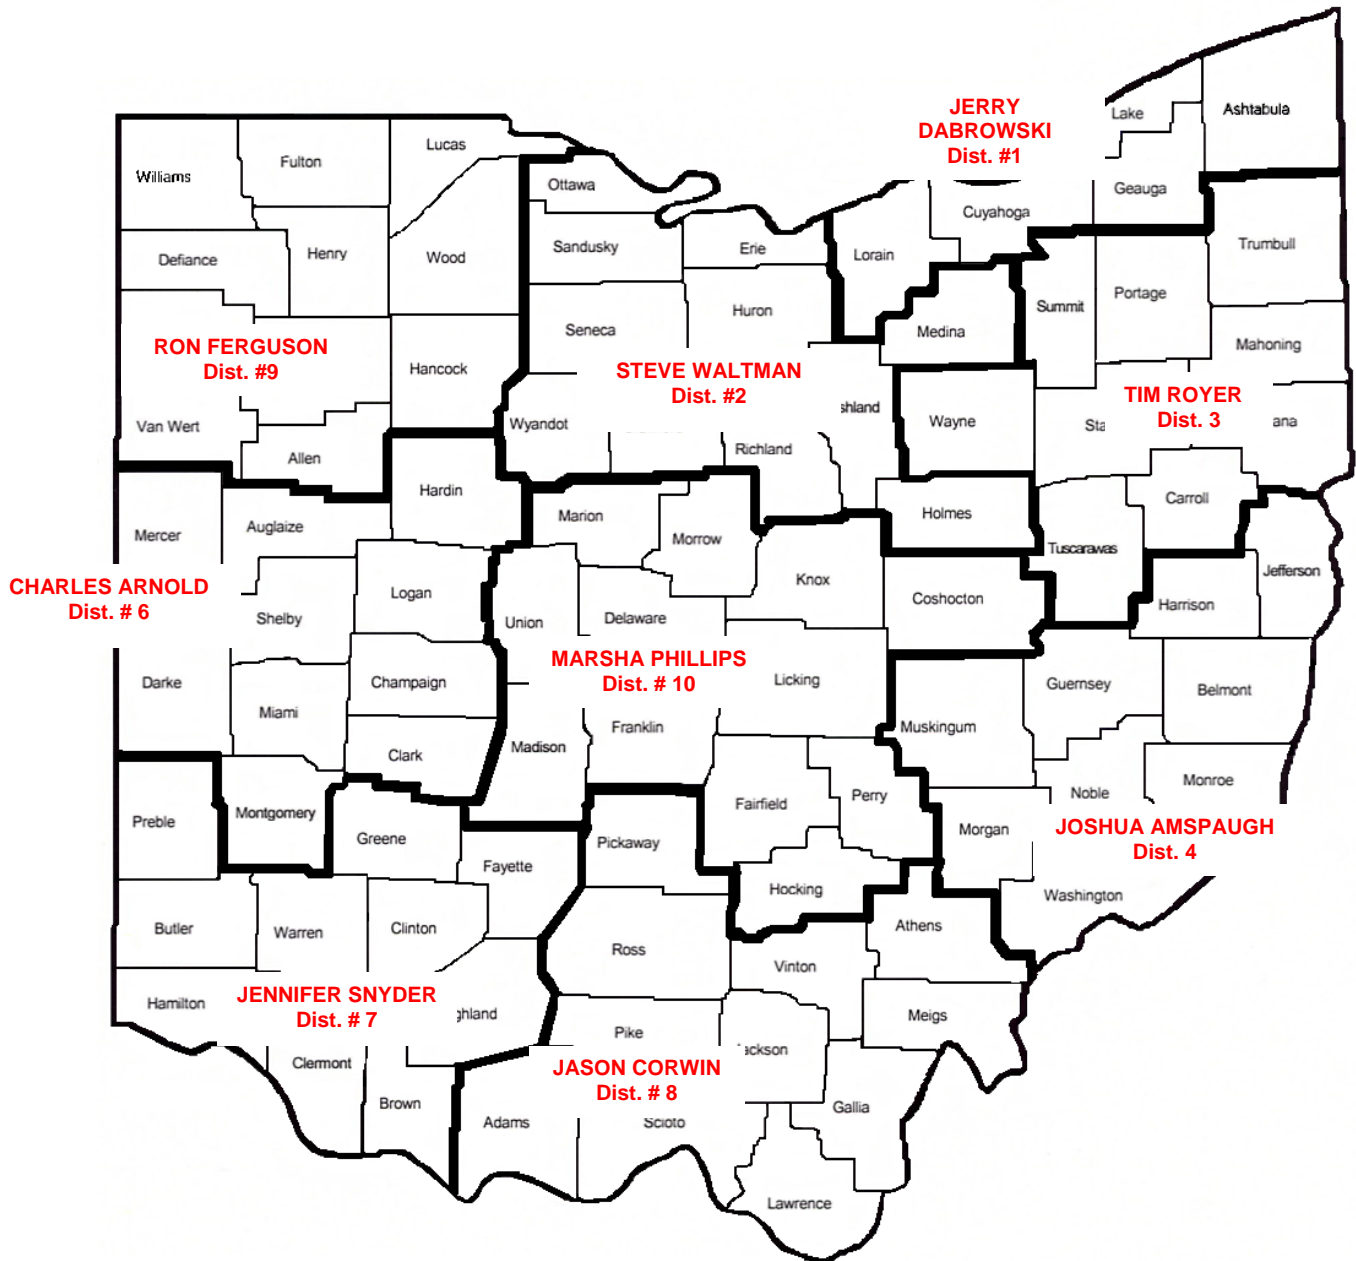 JERRY
DABROWSKI
Dist. #1
Lake
Ashtabula
Geauga
Cuyahoga
Lorain
Trumbull
Williams
Fulton
Lucas
Ottawa
Sandusky
Erie
Defiance
Henry
Wood
Summit
Portage
Medina
Huron
Seneca
Mahoning
RON FERGUSON
Dist. #9
Hancock
STEVE WALTMAN
Dist. #2
TIM ROYER
Dist. 3
Van Wert
Allen
Wyandot
Richland
shland
Wayne
Sta
ana
Hardin
Carroll
Mercer
Auglaize
Marion
Morrow
Holmes
Tuscarawas
Jefferson
CHARLES ARNOLD
Dist. # 6
Logan
Shelby
Union
Delaware
Knox
Coshocton
Harrison
MARSHA PHILLIPS
Dist. # 10
Darke
Champaign
Licking
Guernsey
Belmont
Miami
Franklin
Muskingum
Clark
Madison
Monroe
Noble
Preble
Montgomery
Greene
Fairfield
Perry
Morgan
JOSHUA AMSPAUGH
Dist. 4
Pickaway
Fayette
Hocking
Washington
Butler
Warren
Clinton
Ross
Athens
Vinton
Hamilton
JENNIFER SNYDER
Dist. # 7
ghland
Pike
Meigs
ackson
Clermont
JASON CORWIN
Dist. # 8
Brown
Adams
Scioto
Gallia
Lawrence